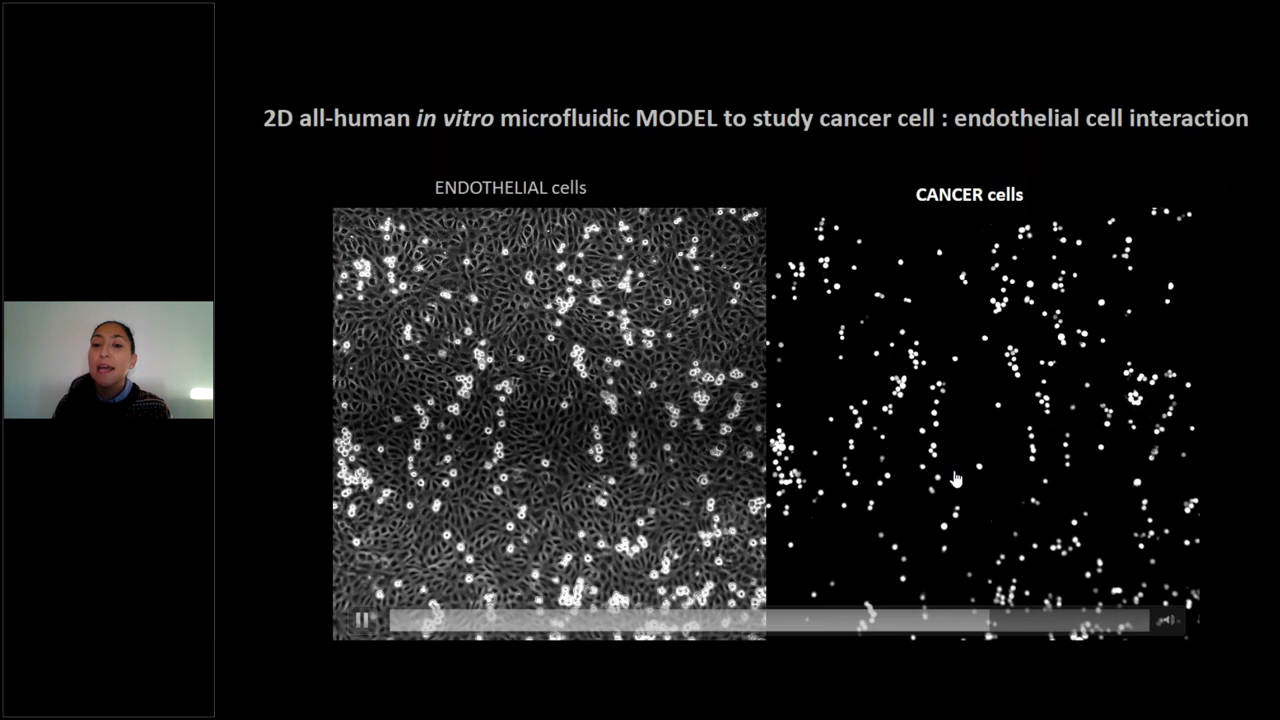 2D all-human in vitro microfluidic MODEL to study cancer cell : endothelial cell interaction
ENDOTHELIAL cells
CANCER cells